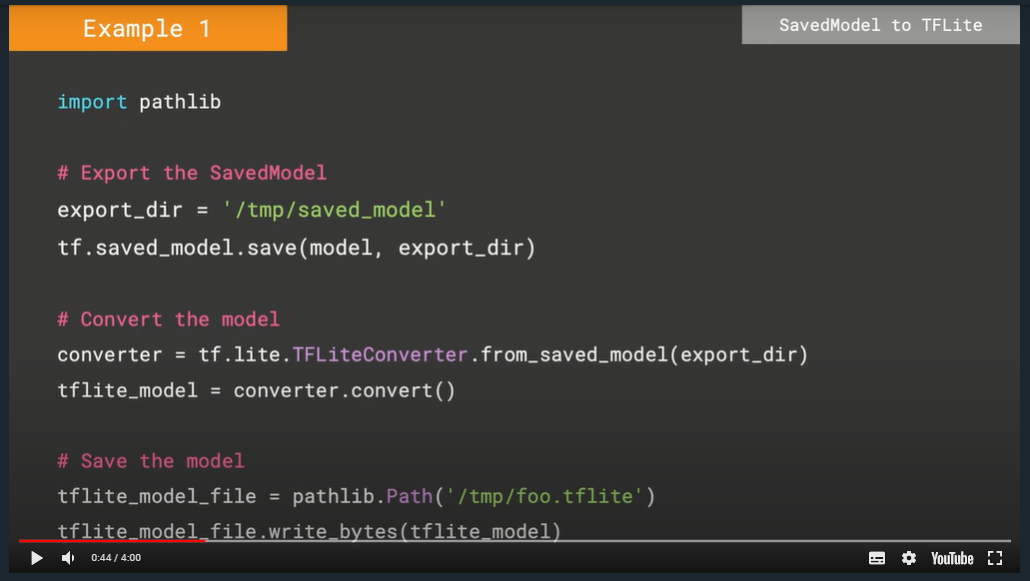 Example 1
SavedModel to TFLite
import pathlib
# Export the SavedModel
export_dir = '/tmp/saved_model'
tf.saved_model.save(model, export_dir)
# Convert the model
converter = tf.lite.TFLiteConverter.from_saved_model(export_dir)
tflite_model = converter.convert()
# Save the model
tflite_model_file = pathlib.Path('/tmp/foo.tflite')
tflite_model_file.write_bytes(tflite_model)
0:44 / 4:00
YouTube